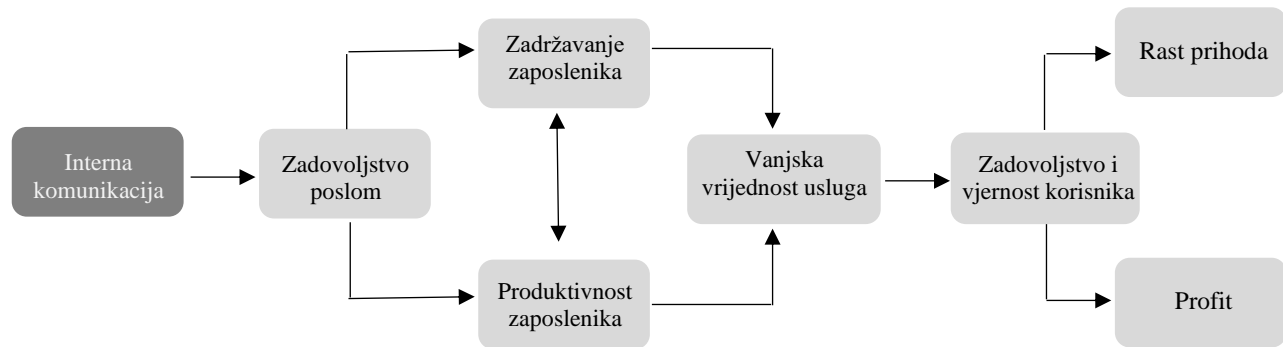 Interna
komunikacija
Zadovoljstvo
poslom
Zadržavanje
zaposlenika
Produktivnost
zaposlenika
Vanjska
vrijednost usluga
Zadovoljstvo i
vjernost korisnika
Rast prihoda
Profit